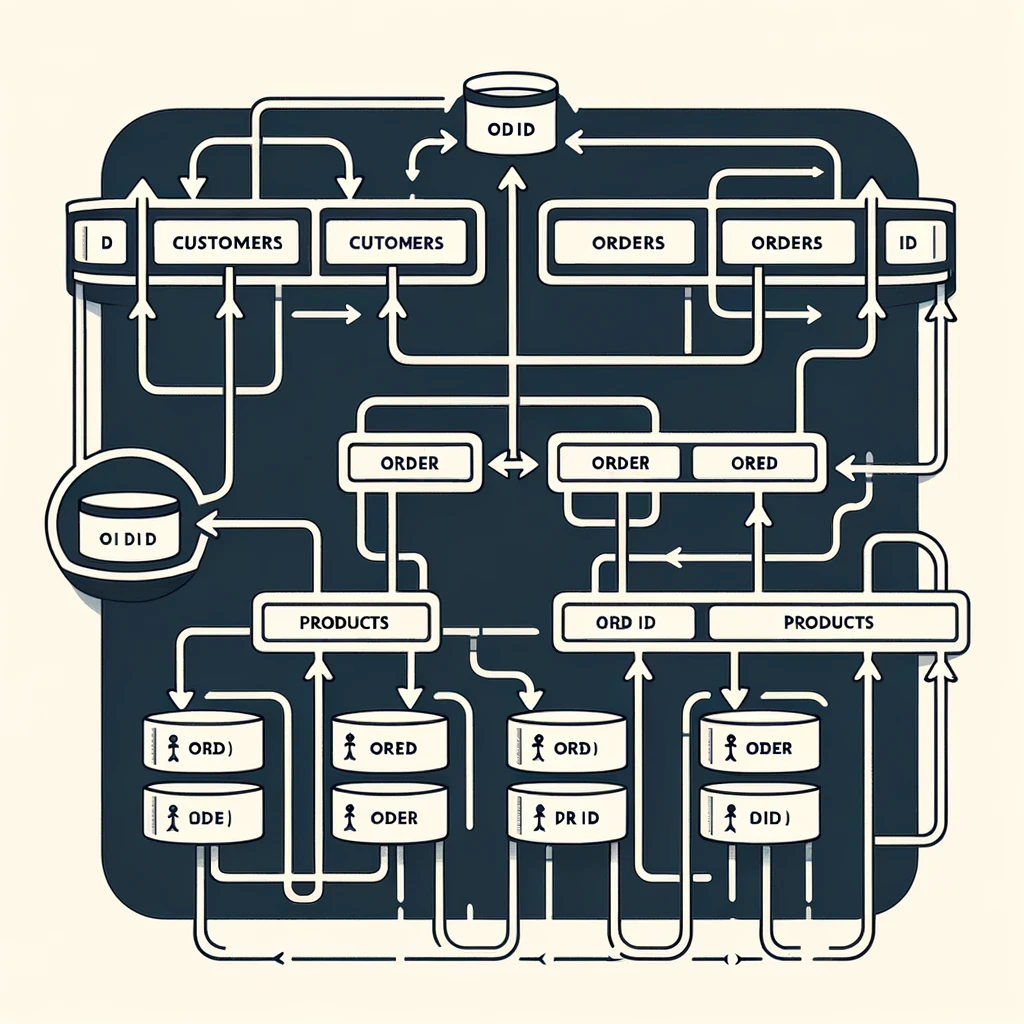 ODID
D CUSTOMERS CUTOMERS ORDERS ORDERS ID
ORDER ORDER ORED
OIDID
PRODUCTS ORD ID PRODUCTS
ORD) ORED ORD) ODER
ODE) ODER DR ID DID)